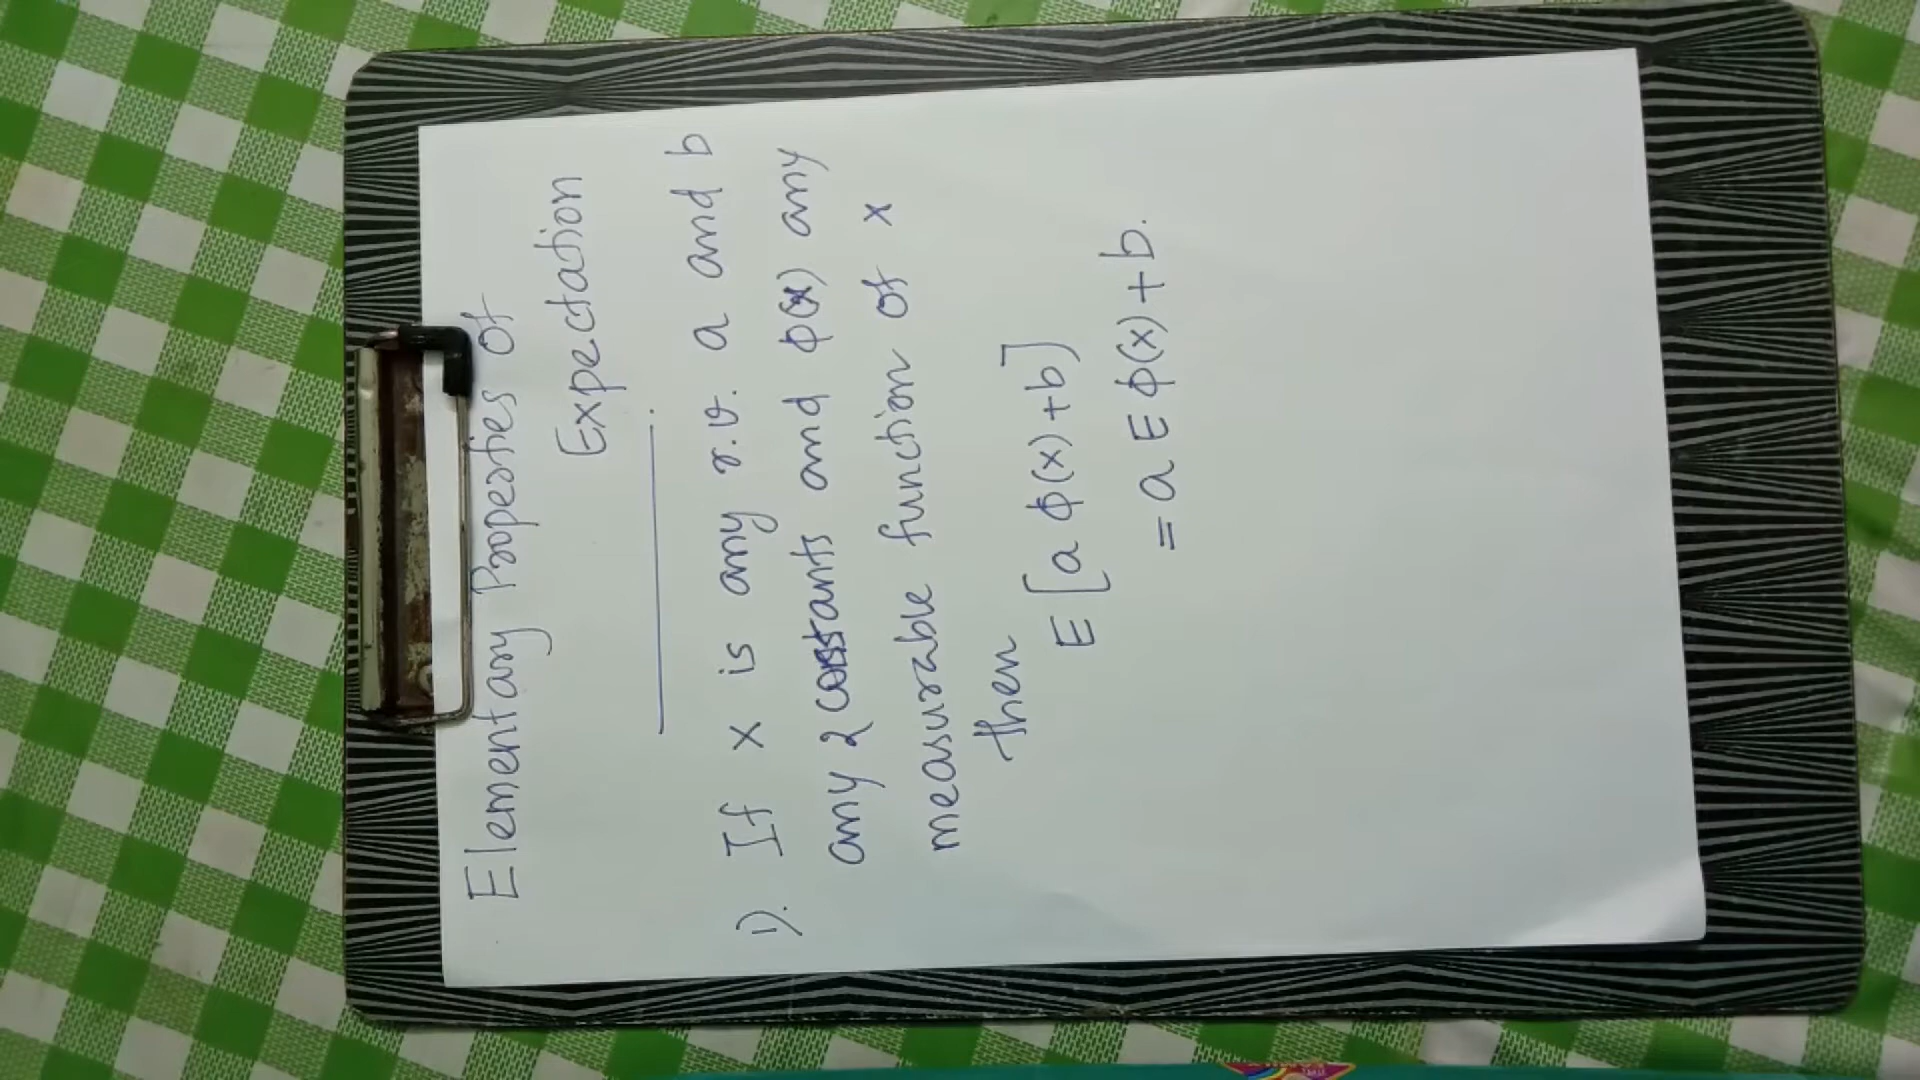 Elementary Properties of
Expectation
1). If x is any r.v. a and b
any 2 constants and ϕ(x) any
measurable function of x
then
E [a ϕ(x)+b]
= a E ϕ(x)+b.